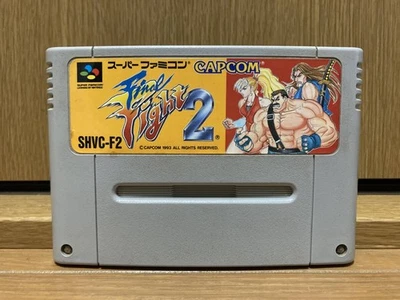 スーパーファミコン
CAPCOM
Final
Fight
2
SHVC-F2
©CAPCOM 1993 ALL RIGHTS RESERVED.